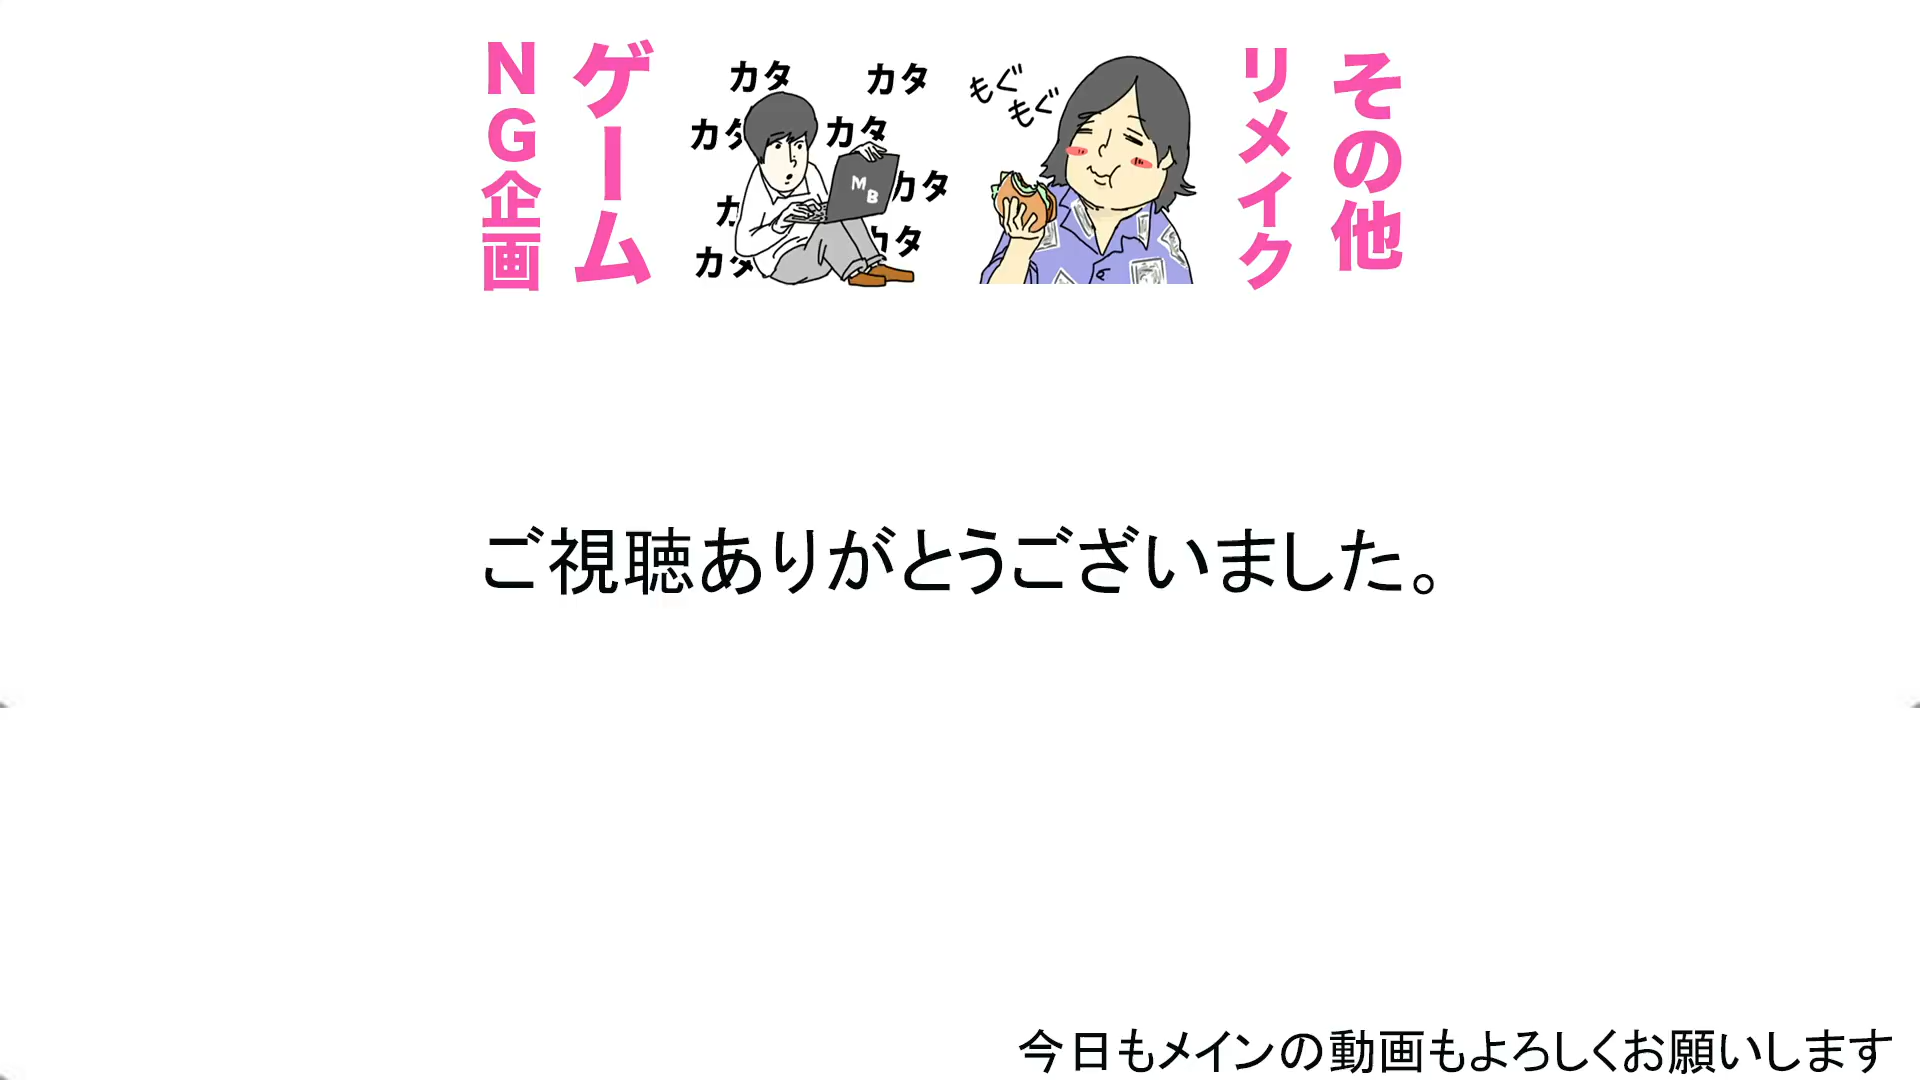 その他
リメイク
ゲーム
NG企画
カタ
カタ
カタ
カタ
カタ
カタ
カタ
もぐ
もぐ
M
B
ご視聴ありがとうございました。
今日もメインの動画もよろしくお願いします